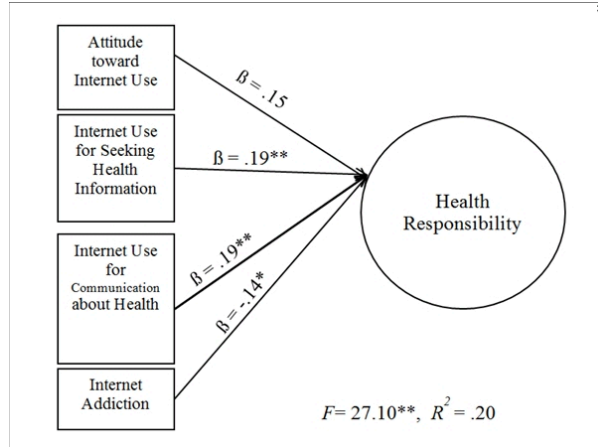 Attitude
toward
Internet Use
ß = .15
Internet Use
for Seeking
Health
Information
ß = .19**
Health
Responsibility
Internet Use
for
Communication
about Health
ß = .19**
ß = -.14*
Internet
Addiction
F= 27.10**, R² = .20